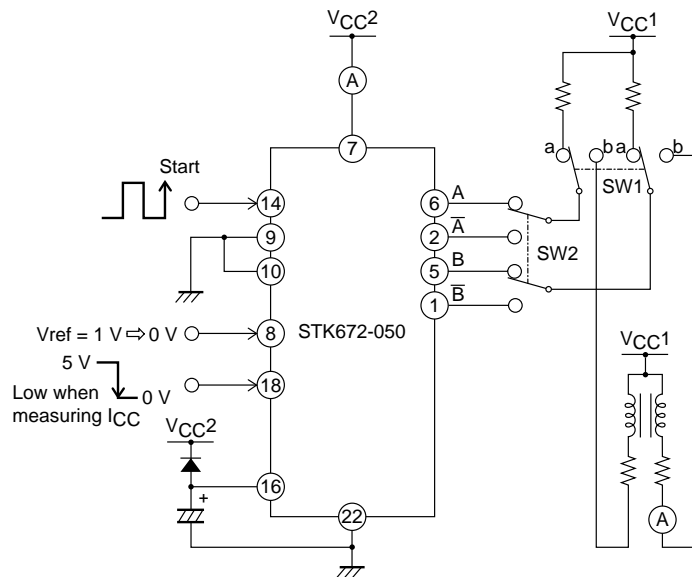 VCC2
VCC1
A
7
a
b
a
b
Start
SW1
14
6
A
9
2
A̅
SW2
10
5
B
1
B̅
Vref = 1 V ⇨ 0 V
8
STK672-050
5 V
0 V
18
Low when
measuring ICC
VCC1
VCC2
+
16
22
A